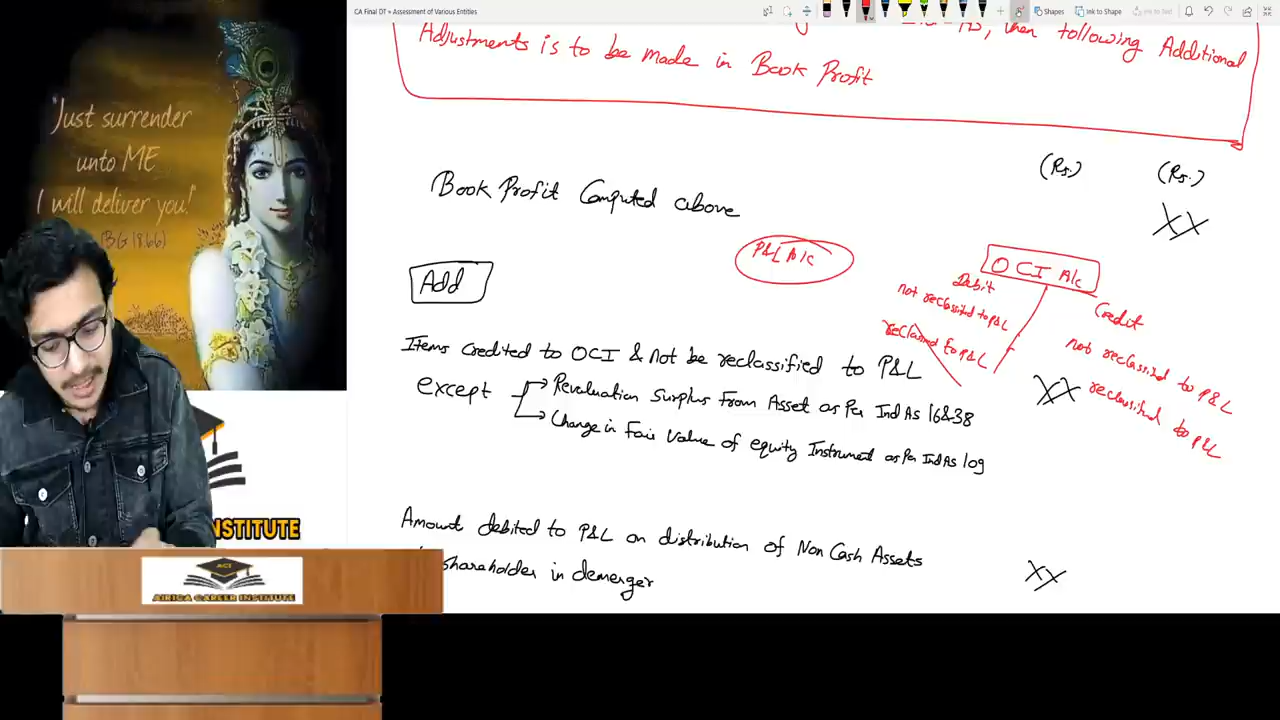 CA Final DT » Assessment of Various Entities
Shapes
Ink to Shape
"Just surrender
unto ME
I will deliver you!"
(BG 18.66)
, then following Additional
Adjustments is to be made in Book Profit
(Rs.) (Rs.)
Book Profit Computed above
XX
P&L A/c
OCI A/c
Add
Debit
not reclassified to P&L
Credit
not reclassified to P&L
reclassified to P&L
Items credited to OCI & Not be reclassified to P&L
except Revaluation Surplus From Asset as Per Ind As 16&38
XX
Change in Fair Value of equity Instrument as Per Ind As 109
INSTITUTE
Amount debited to P&L on distribution of Non Cash Assets
shareholder in demerger
XX
ACI
AIRIGA CAREER INSTITUTE